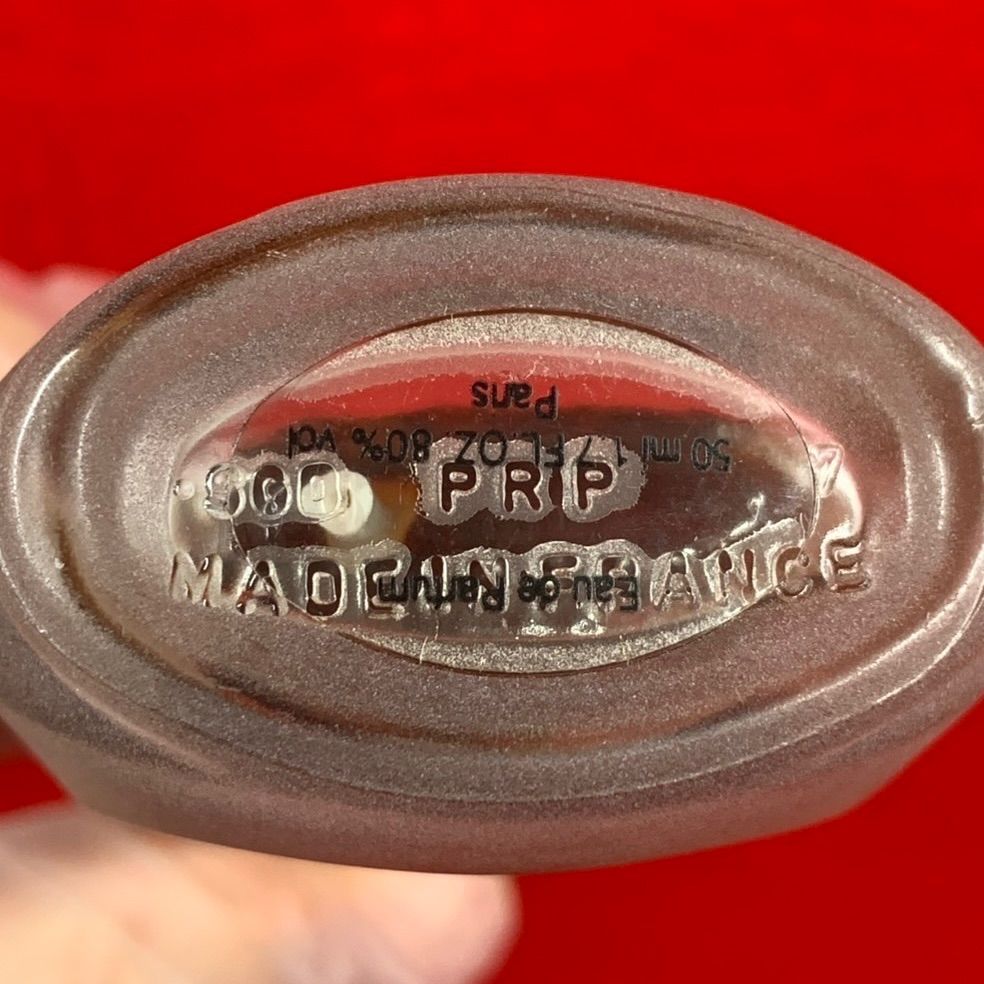 PRP
MADE IN FRANCE
Eau de Parfum
50 ml 1.7 FL.OZ. 80% vol
Paris